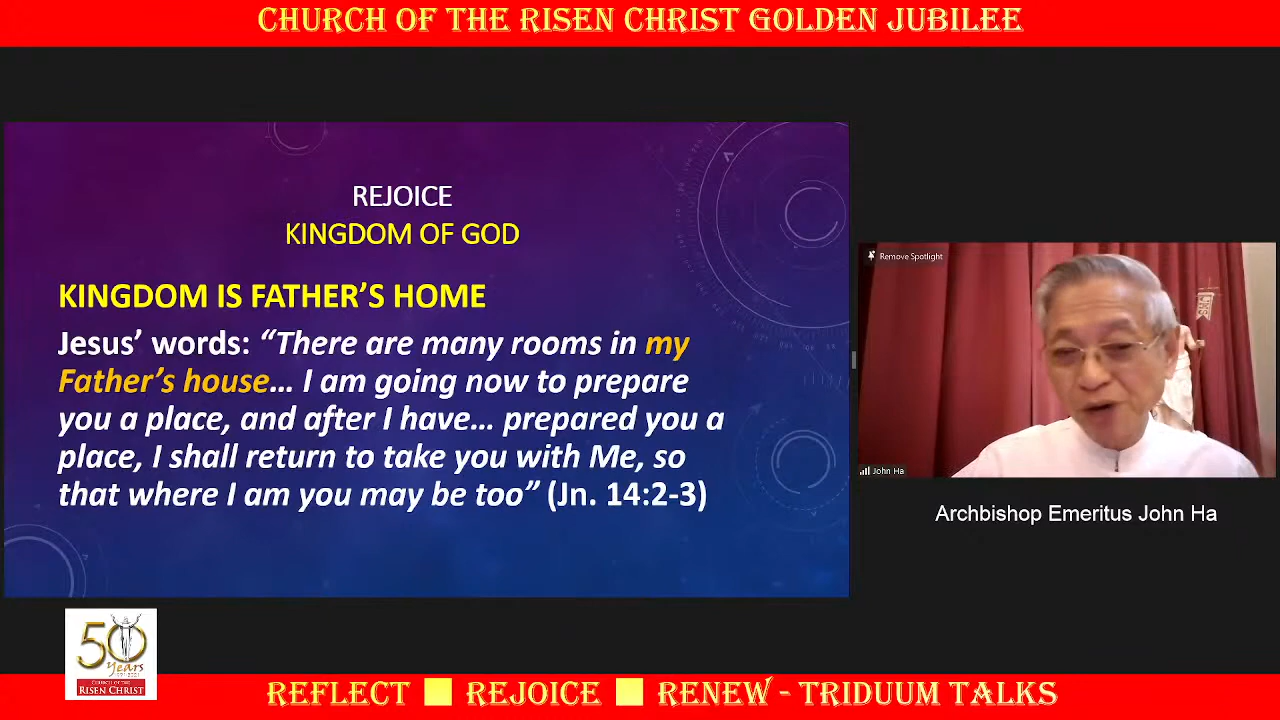 CHURCH OF THE RISEN CHRIST GOLDEN JUBILEE
REJOICE
KINGDOM OF GOD
KINGDOM IS FATHER’S HOME
Jesus’ words: “There are many rooms in my
Father’s house… I am going now to prepare
you a place, and after I have… prepared you a
place, I shall return to take you with Me, so
that where I am you may be too” (Jn. 14:2-3)
Remove Spotlight
John Ha
Archbishop Emeritus John Ha
50
Years
CHURCH OF THE
RISEN CHRIST
REFLECT REJOICE RENEW - TRIDUUM TALKS